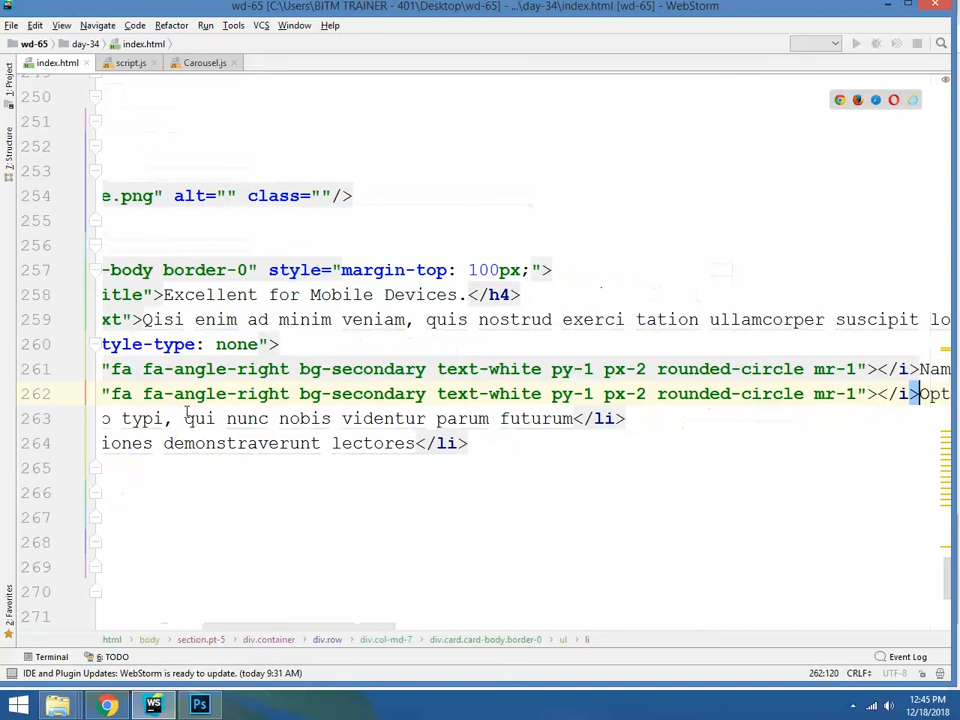 wd-65 [C:\Users\BITM TRAINER - 401\Desktop\wd-65] - ...\day-34\index.html [wd-65] - WebStorm
File Edit View Navigate Code Refactor Run Tools VCS Window Help
wd-65 day-34 index.html
index.html script.js Carousel.js
1: Project
7: Structure
2: Favorites
250
251
252
253
254 e.png" alt="" class=""/>
255
256
257 -body border-0" style="margin-top: 100px;">
258 itle">Excellent for Mobile Devices.</h4>
259 xt">Qisi enim ad minim veniam, quis nostrud exerci tation ullamcorper suscipit lo
260 tyle-type: none">
261 "fa fa-angle-right bg-secondary text-white py-1 px-2 rounded-circle mr-1"></i>Nam
262 "fa fa-angle-right bg-secondary text-white py-1 px-2 rounded-circle mr-1"></i>Opt
263 o typi, qui nunc nobis videntur parum futurum</li>
264 iones demonstraverunt lectores</li>
265
266
267
268
269
270
271
html body section.pt-5 div.container div.row div.col-md-7 div.card.card-body.border-0 ul li
Terminal 6: TODO Event Log
IDE and Plugin Updates: WebStorm is ready to update. (today 9:31 AM) 262:120 CRLF UTF-8
WS Ps
12:45 PM
12/18/2018